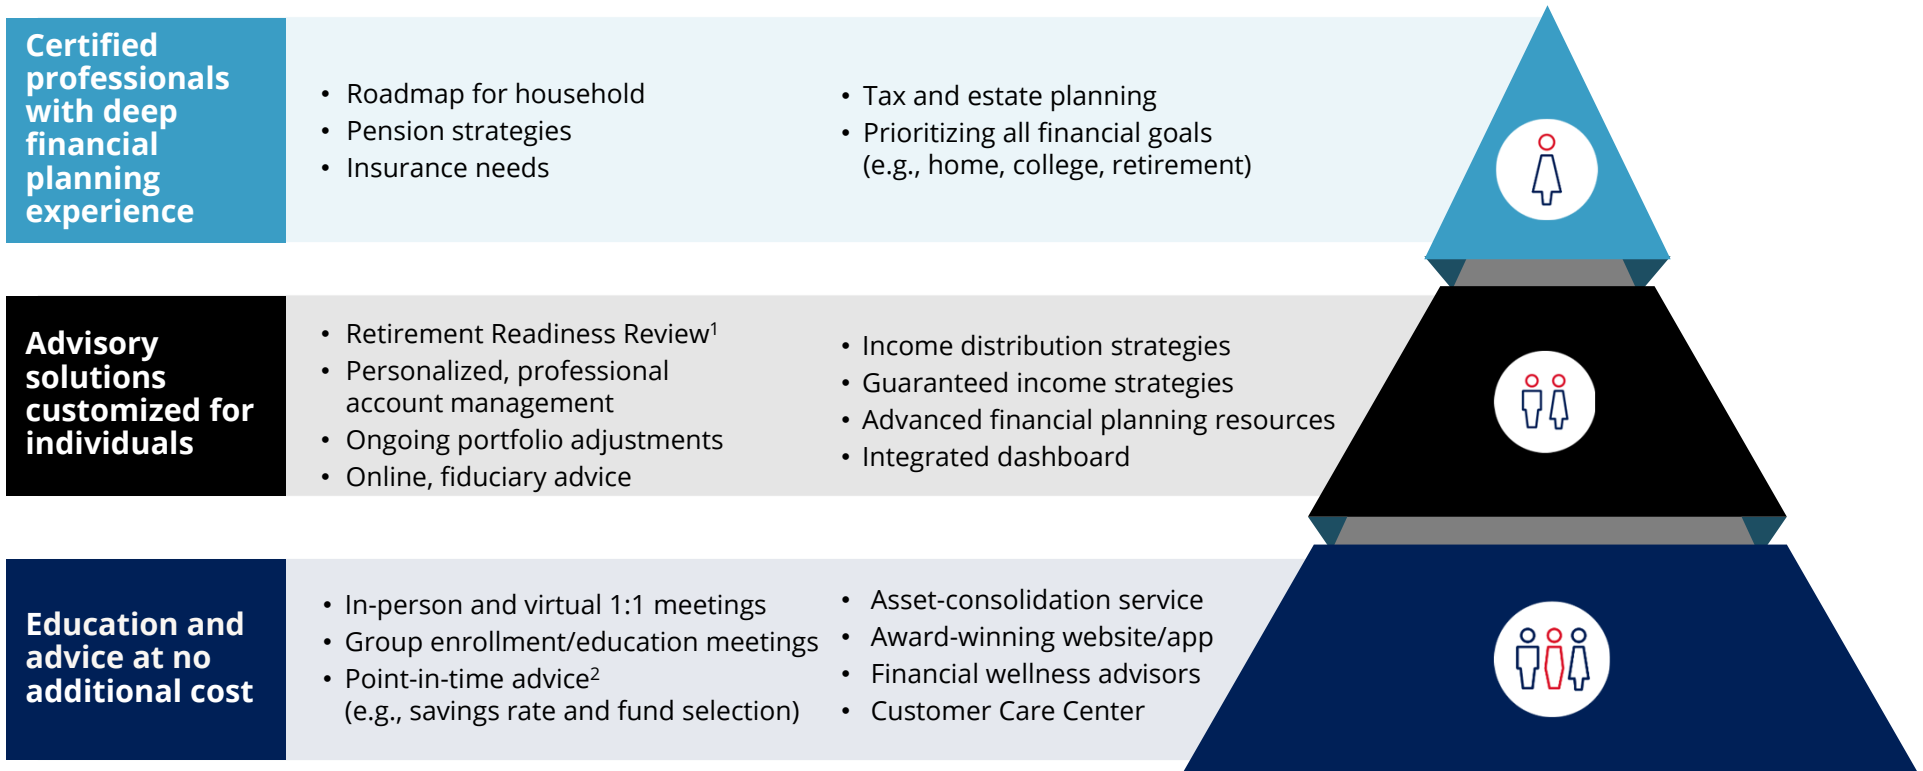 Certified
professionals
with deep
financial
planning
experience
• Roadmap for household
• Pension strategies
• Insurance needs
• Tax and estate planning
• Prioritizing all financial goals
(e.g., home, college, retirement)
Advisory
solutions
customized for
individuals
• Retirement Readiness Review¹
• Personalized, professional
account management
• Ongoing portfolio adjustments
• Online, fiduciary advice
• Income distribution strategies
• Guaranteed income strategies
• Advanced financial planning resources
• Integrated dashboard
Education and
advice at no
additional cost
• In-person and virtual 1:1 meetings
• Group enrollment/education meetings
• Point-in-time advice²
(e.g., savings rate and fund selection)
• Asset-consolidation service
• Award-winning website/app
• Financial wellness advisors
• Customer Care Center